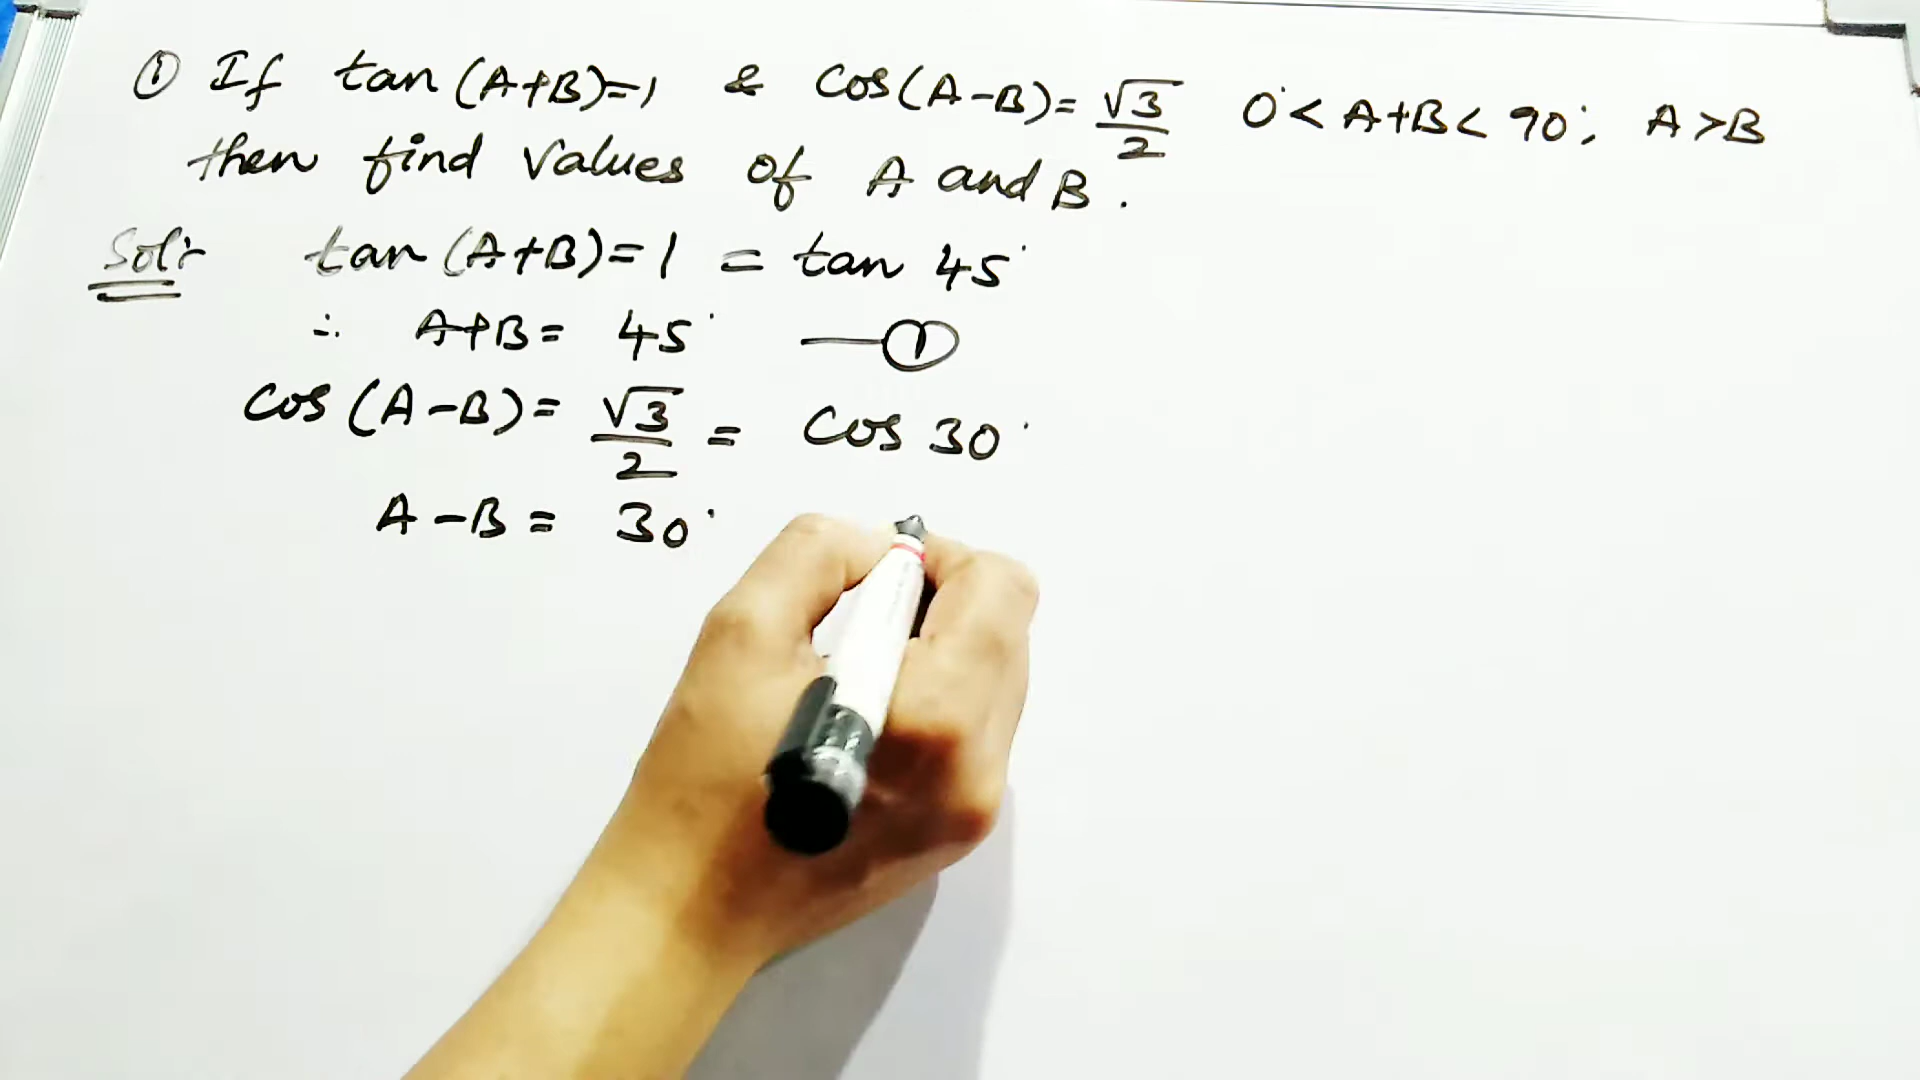 ① If tan (A+B)=1 & Cos(A-B)= √3/2 0°< A+B< 90°; A >B
then find values of A and B.
Sol:-
tan (A+B)= 1 = tan 45°
∴ A+B= 45° —①
Cos (A-B)= √3/2 = Cos 30°
A-B= 30°